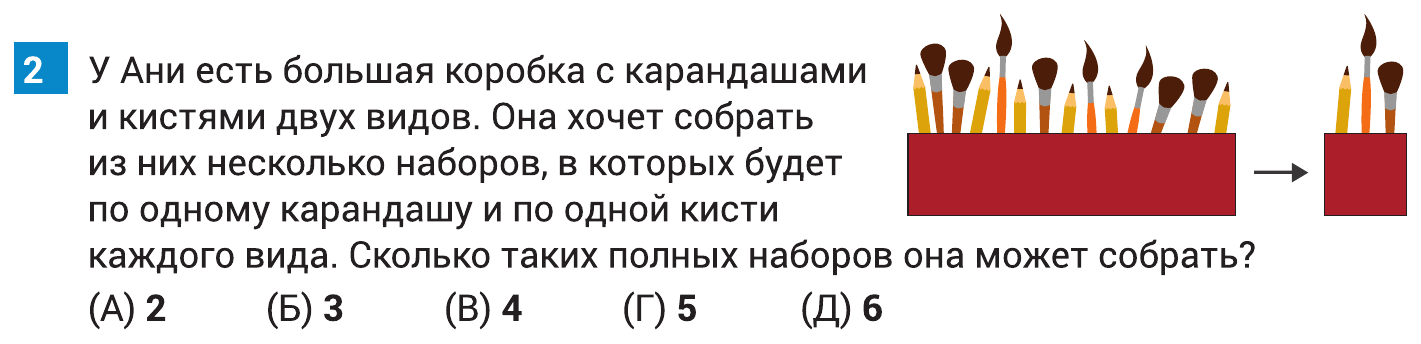 2 У Ани есть большая коробка с карандашами
и кистями двух видов. Она хочет собрать
из них несколько наборов, в которых будет
по одному карандашу и по одной кисти
каждого вида. Сколько таких полных наборов она может собрать?
(А) 2 (Б) 3 (В) 4 (Г) 5 (Д) 6